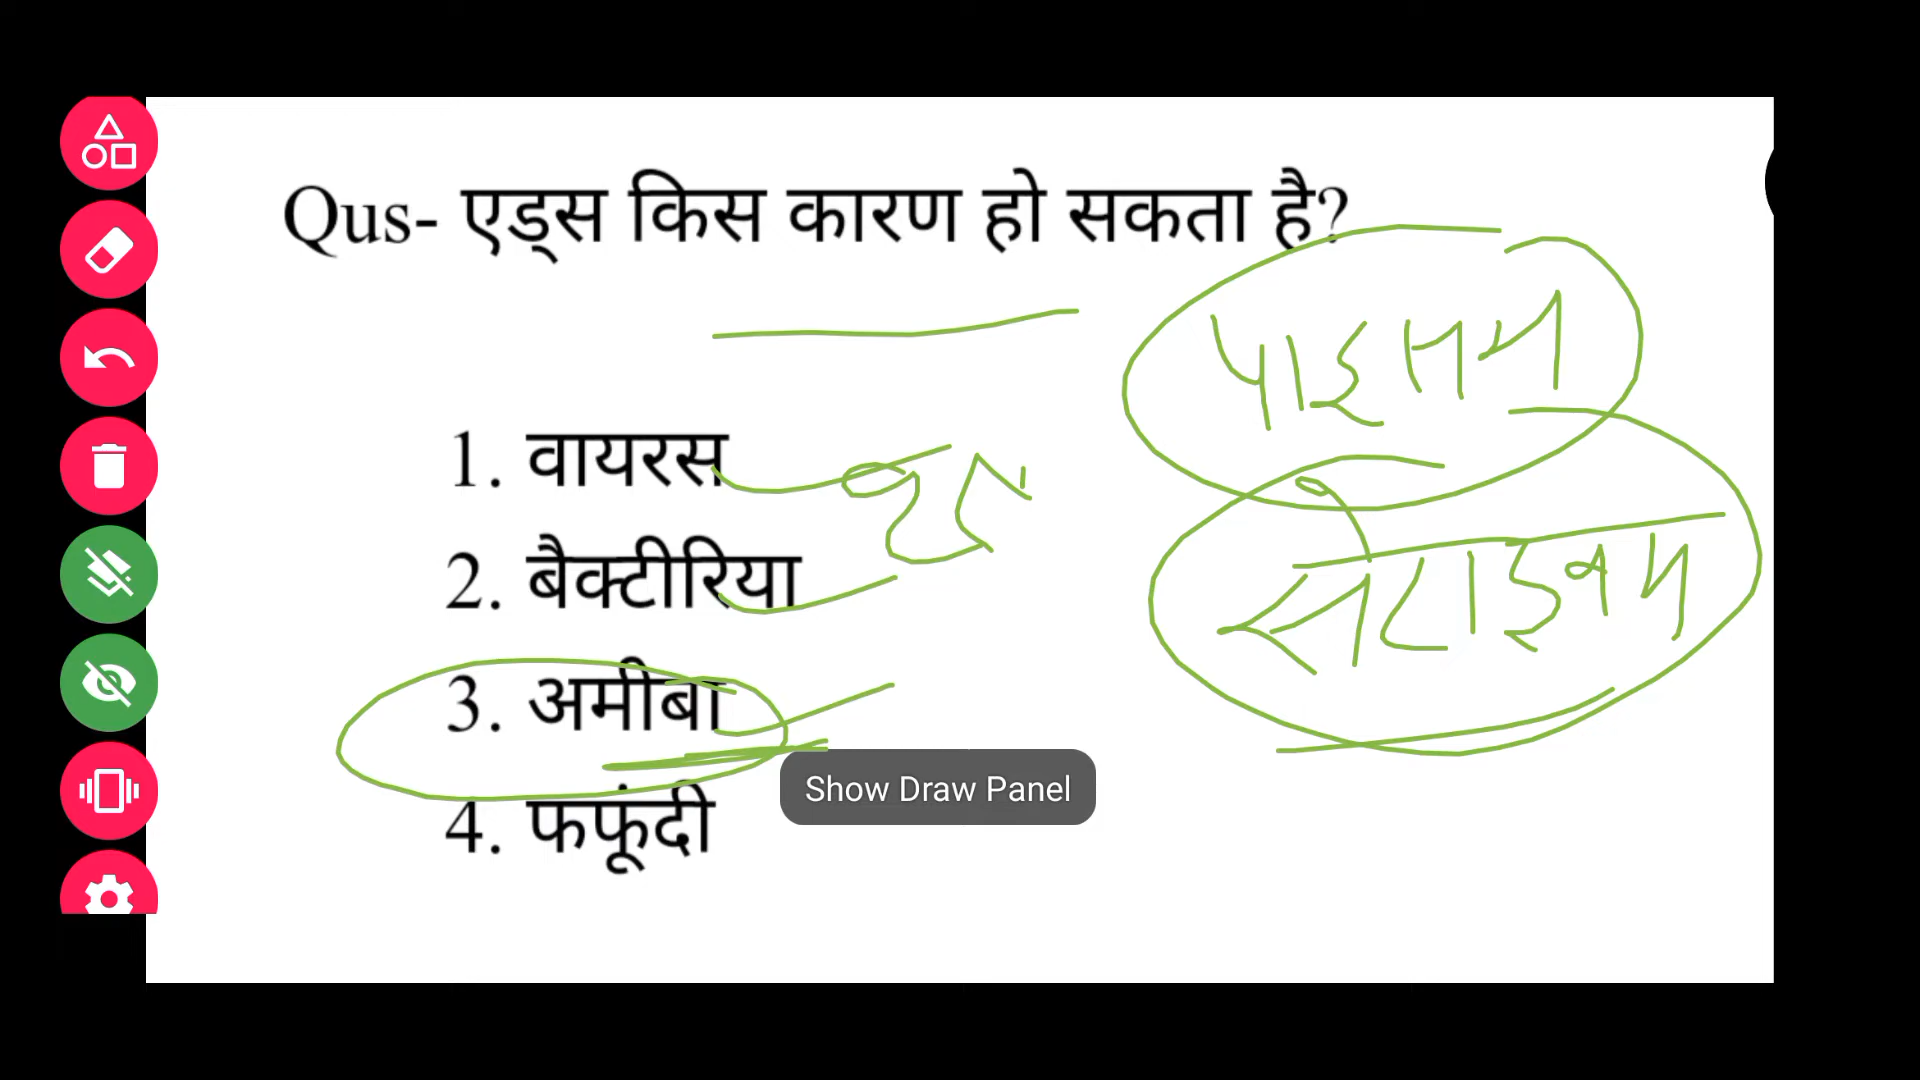 Qus- एड्स किस कारण हो सकता है?
1. वायरस
2. बैक्टीरिया
3. अमीबा
4. फफूंदी
Show Draw Panel